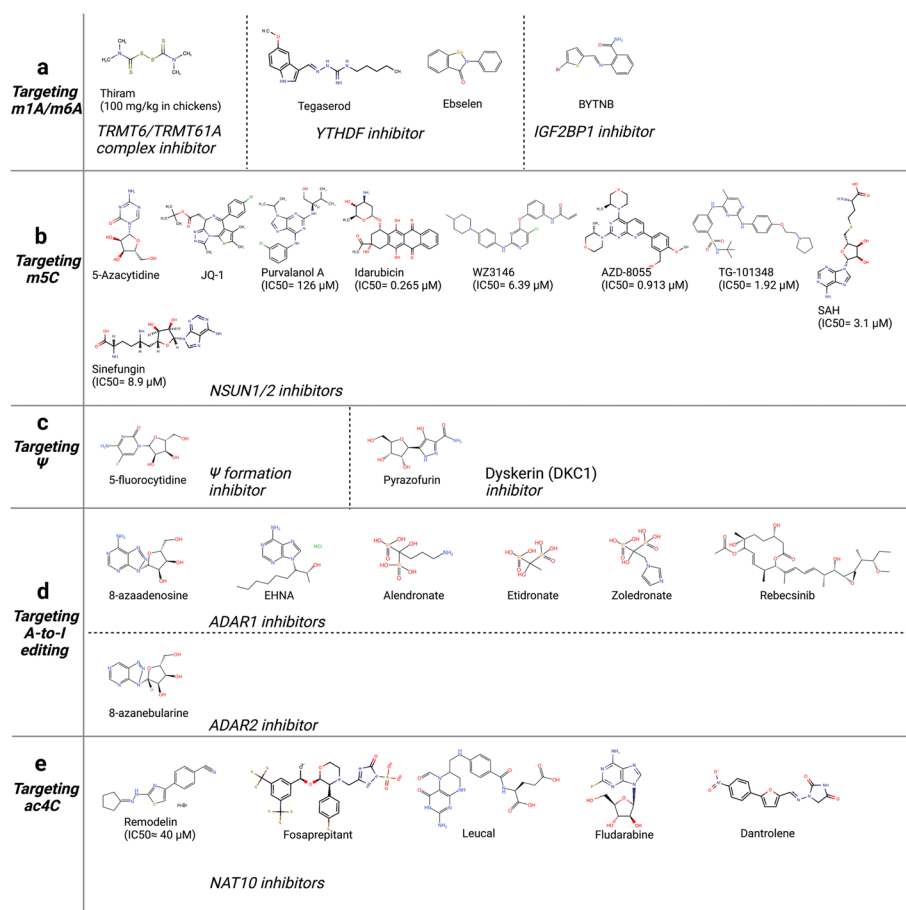 a
Targeting
m1A/m6A
Thiram
(100 mg/kg in chickens)
TRMT6/TRMT61A
complex inhibitor
Tegaserod
Ebselen
YTHDF inhibitor
BYTNB
IGF2BP1 inhibitor
b
Targeting
m5C
5-Azacytidine
JQ-1
Purvalanol A
(IC50= 126 µM)
Idarubicin
(IC50= 0.265 µM)
WZ3146
(IC50= 6.39 µM)
AZD-8055
(IC50= 0.913 µM)
TG-101348
(IC50= 1.92 µM)
SAH
(IC50= 3.1 µM)
Sinefungin
(IC50= 8.9 µM)
NSUN1/2 inhibitors
c
Targeting
Ψ
5-fluorocytidine
Ψ formation
inhibitor
Pyrazofurin
Dyskerin (DKC1)
inhibitor
d
Targeting
A-to-I
editing
8-azaadenosine
EHNA
HCl
Alendronate
Etidronate
Zoledronate
Rebecsinib
ADAR1 inhibitors
8-azanebularine
ADAR2 inhibitor
e
Targeting
ac4C
Remodelin
(IC50≈ 40 µM)
H-Br
Fosaprepitant
Leucal
Fludarabine
Dantrolene
NAT10 inhibitors